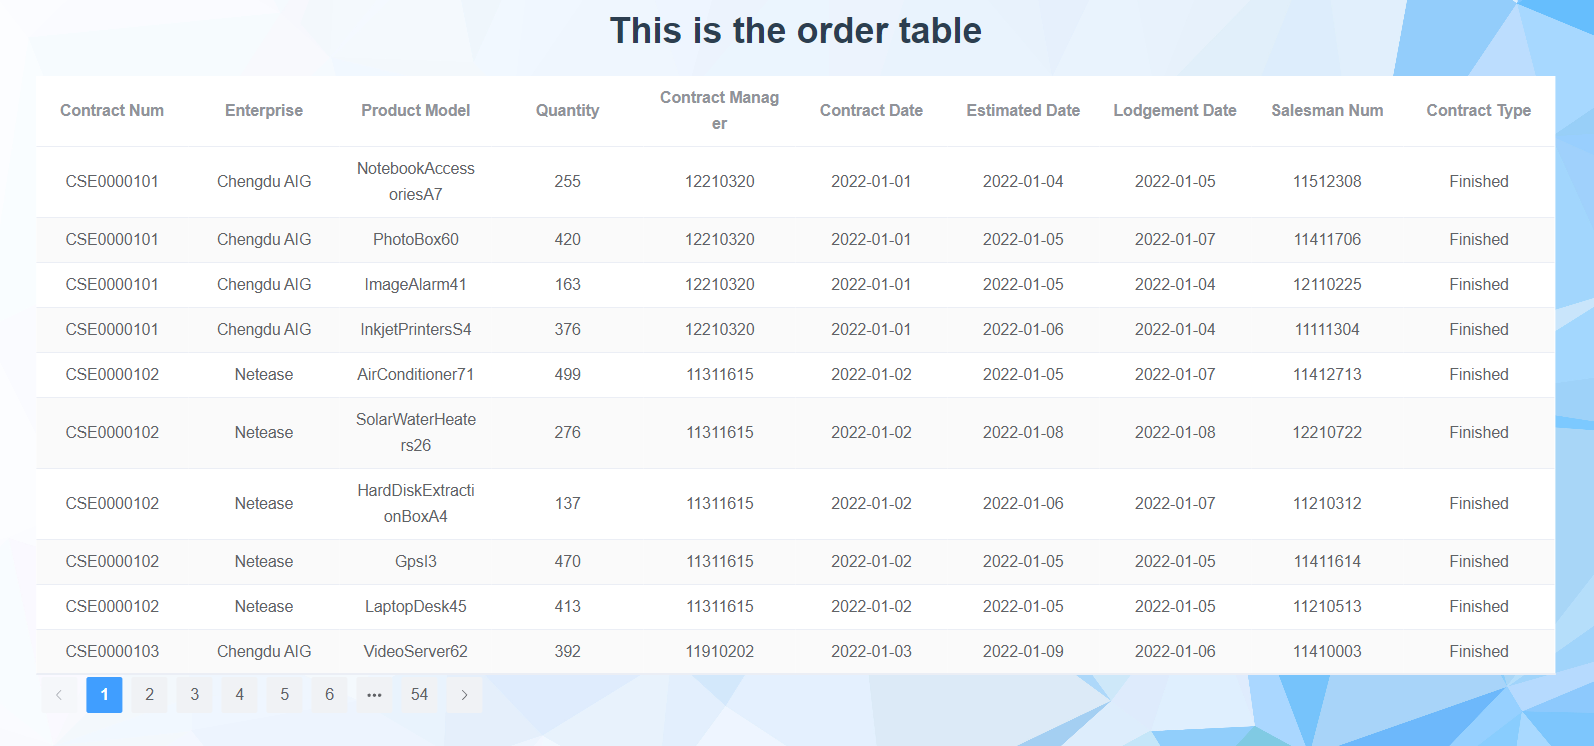 This is the order table
Contract Num Enterprise Product Model Quantity Contract Manag
er Contract Date Estimated Date Lodgement Date Salesman Num Contract Type
CSE0000101 Chengdu AIG NotebookAccess
oriesA7 255 12210320 2022-01-01 2022-01-04 2022-01-05 11512308 Finished
CSE0000101 Chengdu AIG PhotoBox60 420 12210320 2022-01-01 2022-01-05 2022-01-07 11411706 Finished
CSE0000101 Chengdu AIG ImageAlarm41 163 12210320 2022-01-01 2022-01-05 2022-01-04 12110225 Finished
CSE0000101 Chengdu AIG InkjetPrintersS4 376 12210320 2022-01-01 2022-01-06 2022-01-04 11111304 Finished
CSE0000102 Netease AirConditioner71 499 11311615 2022-01-02 2022-01-05 2022-01-07 11412713 Finished
CSE0000102 Netease SolarWaterHeate
rs26 276 11311615 2022-01-02 2022-01-08 2022-01-08 12210722 Finished
CSE0000102 Netease HardDiskExtracti
onBoxA4 137 11311615 2022-01-02 2022-01-06 2022-01-07 11210312 Finished
CSE0000102 Netease GpsI3 470 11311615 2022-01-02 2022-01-05 2022-01-05 11411614 Finished
CSE0000102 Netease LaptopDesk45 413 11311615 2022-01-02 2022-01-05 2022-01-05 11210513 Finished
CSE0000103 Chengdu AIG VideoServer62 392 11910202 2022-01-03 2022-01-09 2022-01-06 11410003 Finished
< 1 2 3 4 5 6 ••• 54 >